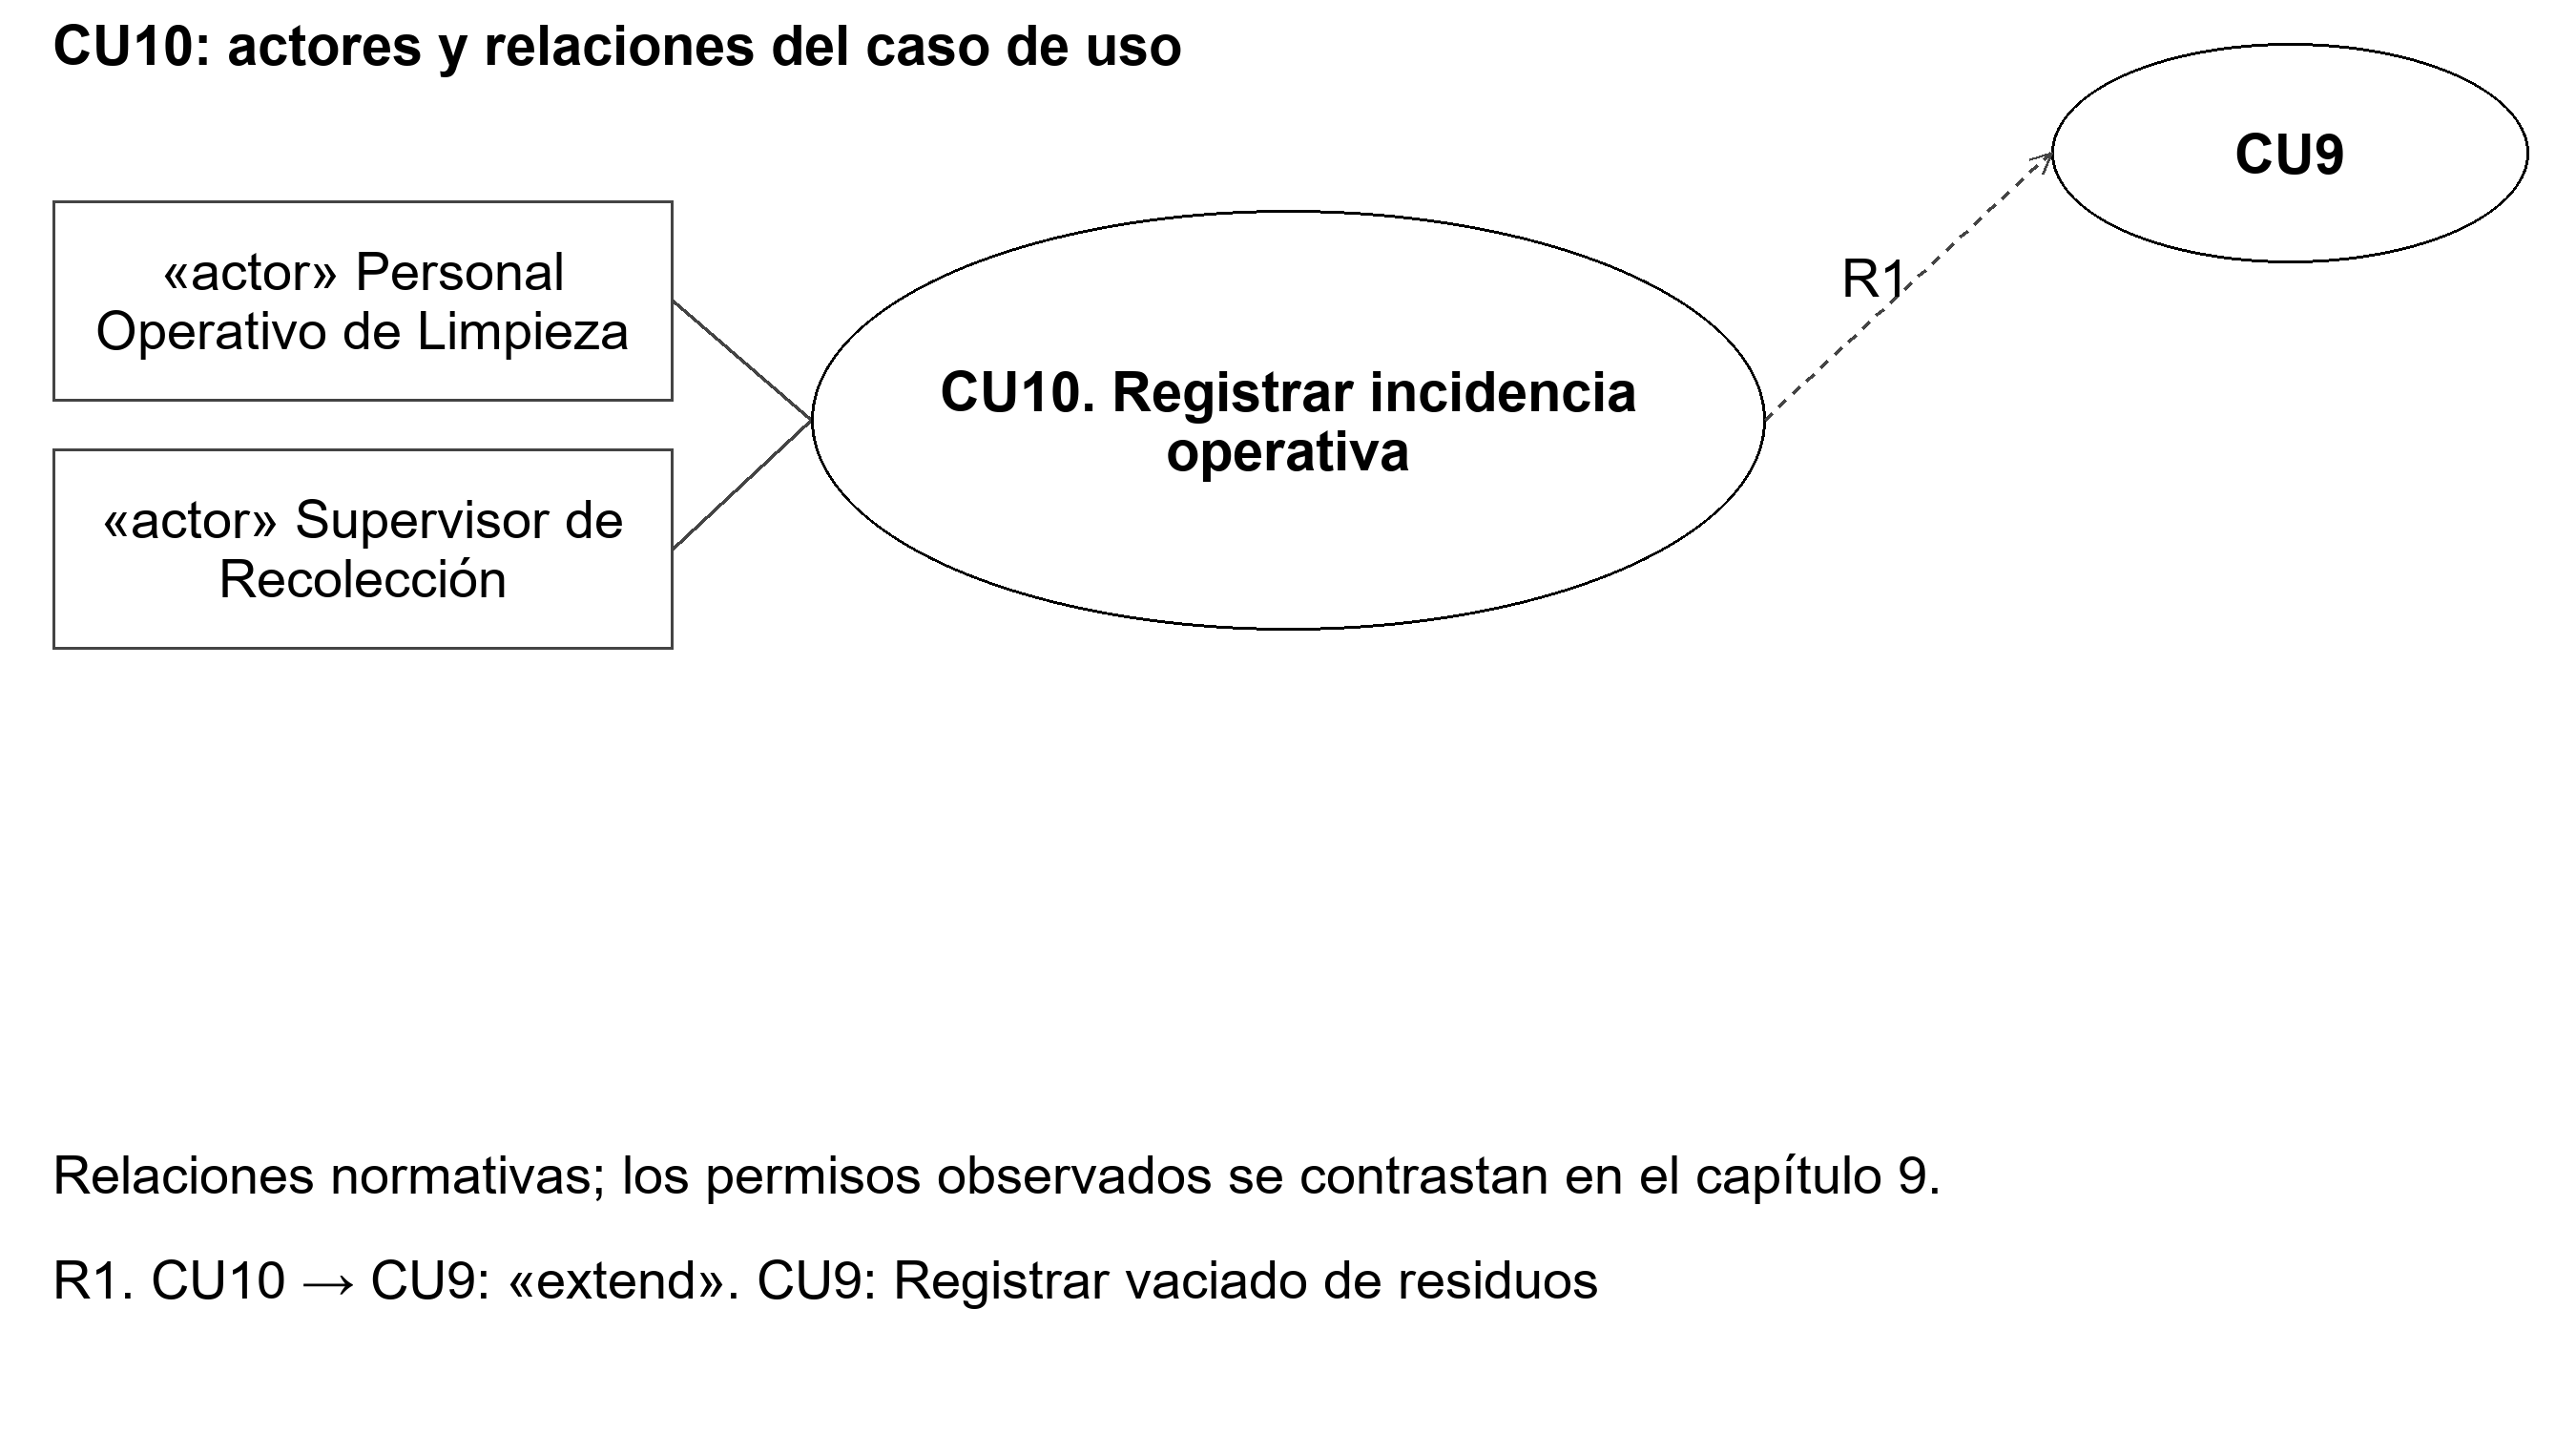 CU10: actores y relaciones del caso de uso
CU9
«actor» Personal
Operativo de Limpieza
R1
CU10. Registrar incidencia
operativa
«actor» Supervisor de
Recolección
Relaciones normativas; los permisos observados se contrastan en el capítulo 9.
R1. CU10 → CU9: «extend». CU9: Registrar vaciado de residuos